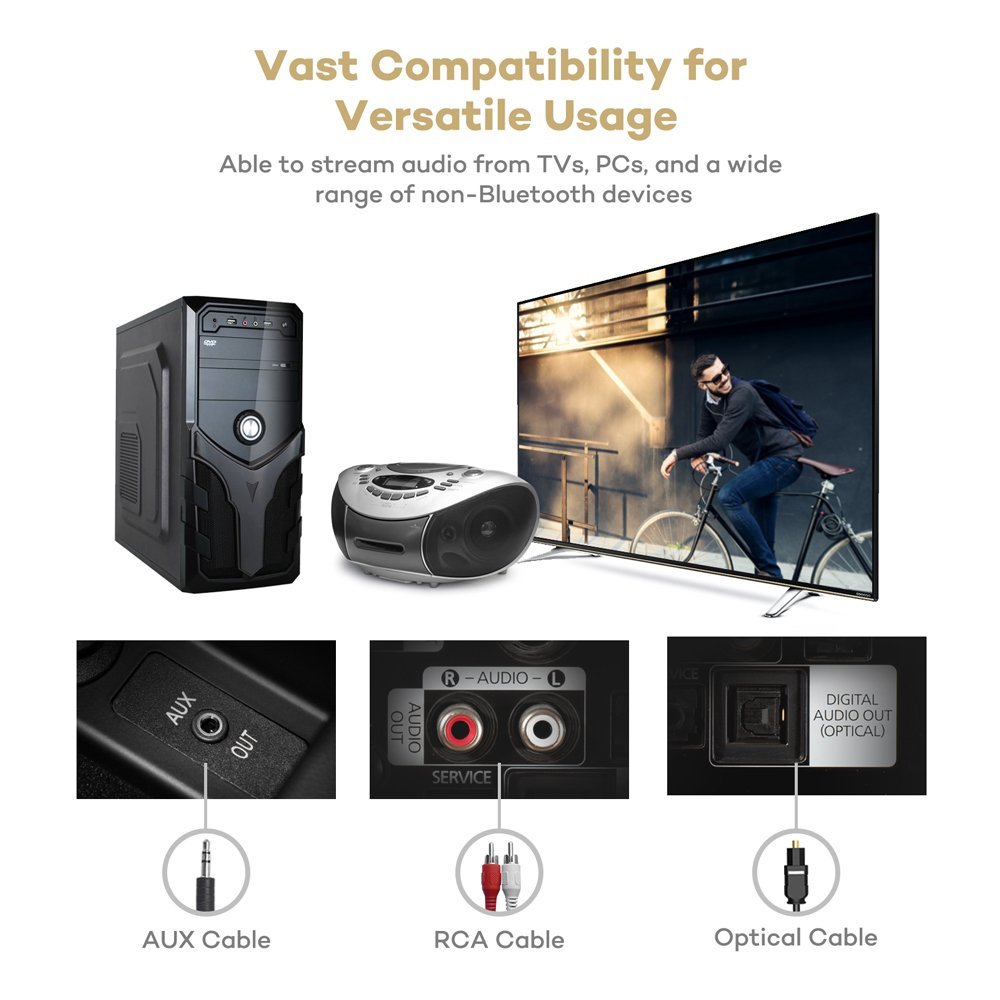 Vast Compatibility for
Versatile Usage
Able to stream audio from TVs, PCs, and a wide
range of non-Bluetooth devices
AUX
OUT
R - AUDIO - L
AUDIO
OUT
SERVICE
VICE
DIGITAL
AUDIO OUT
(OPTICAL)
AUX Cable
RCA Cable
Optical Cable